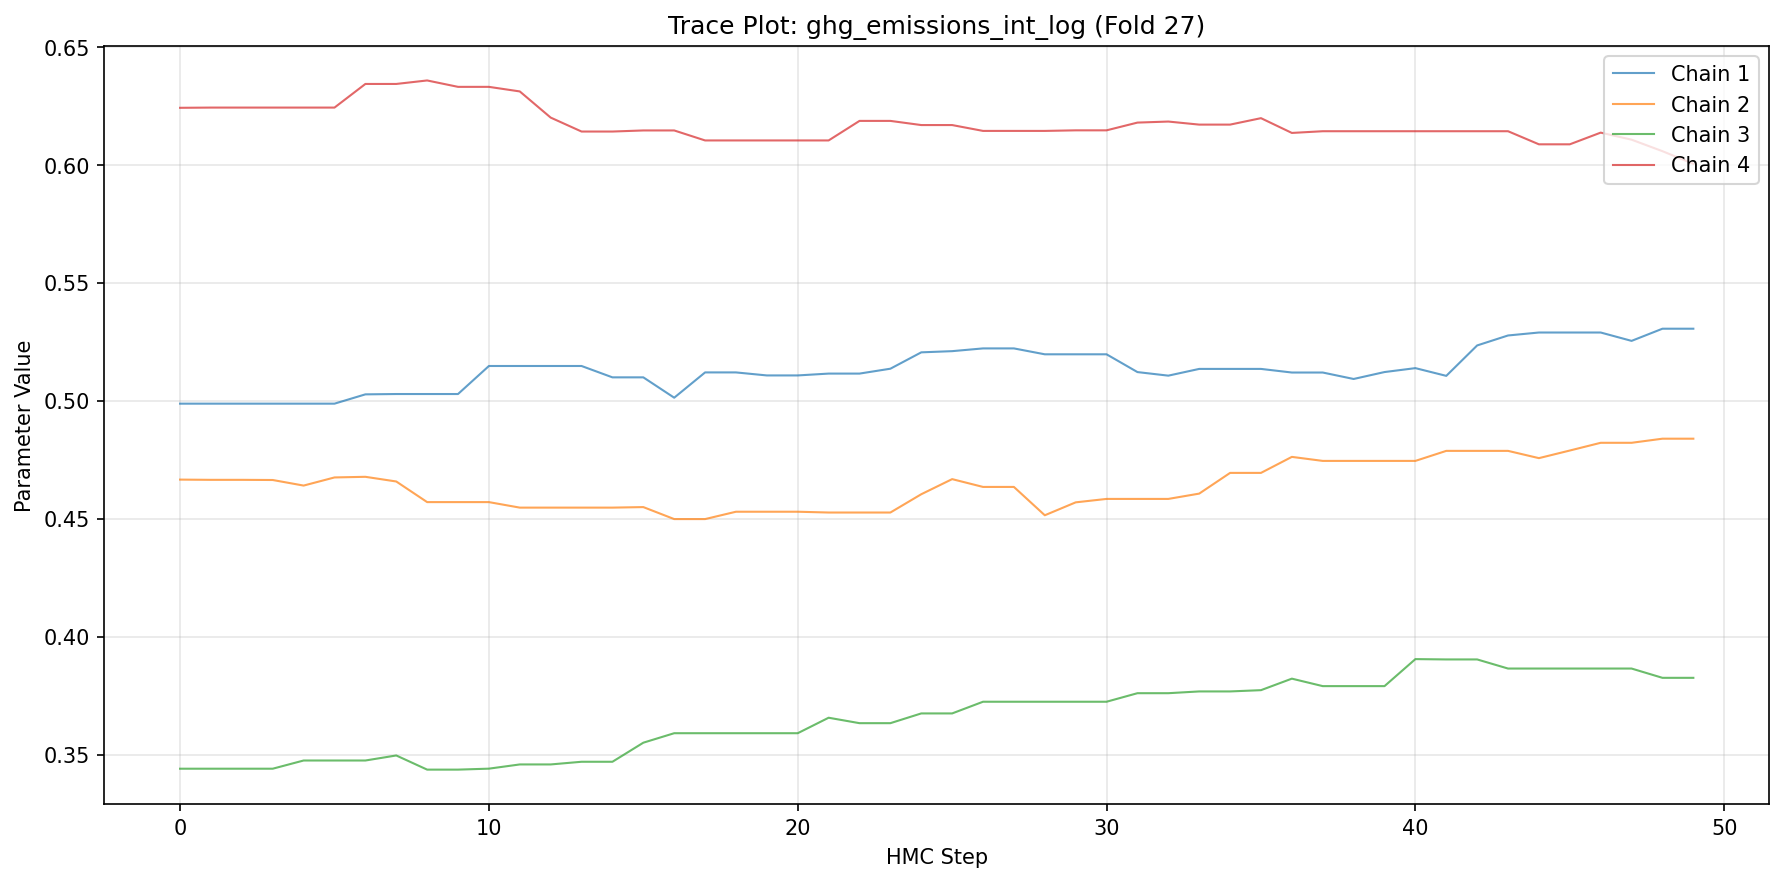 Trace Plot: ghg_emissions_int_log (Fold 27)
0.65
0.60
0.55
0.50
0.45
0.40
0.35
Parameter Value
Chain 1
Chain 2
Chain 3
Chain 4
0
10
20
30
40
50
HMC Step